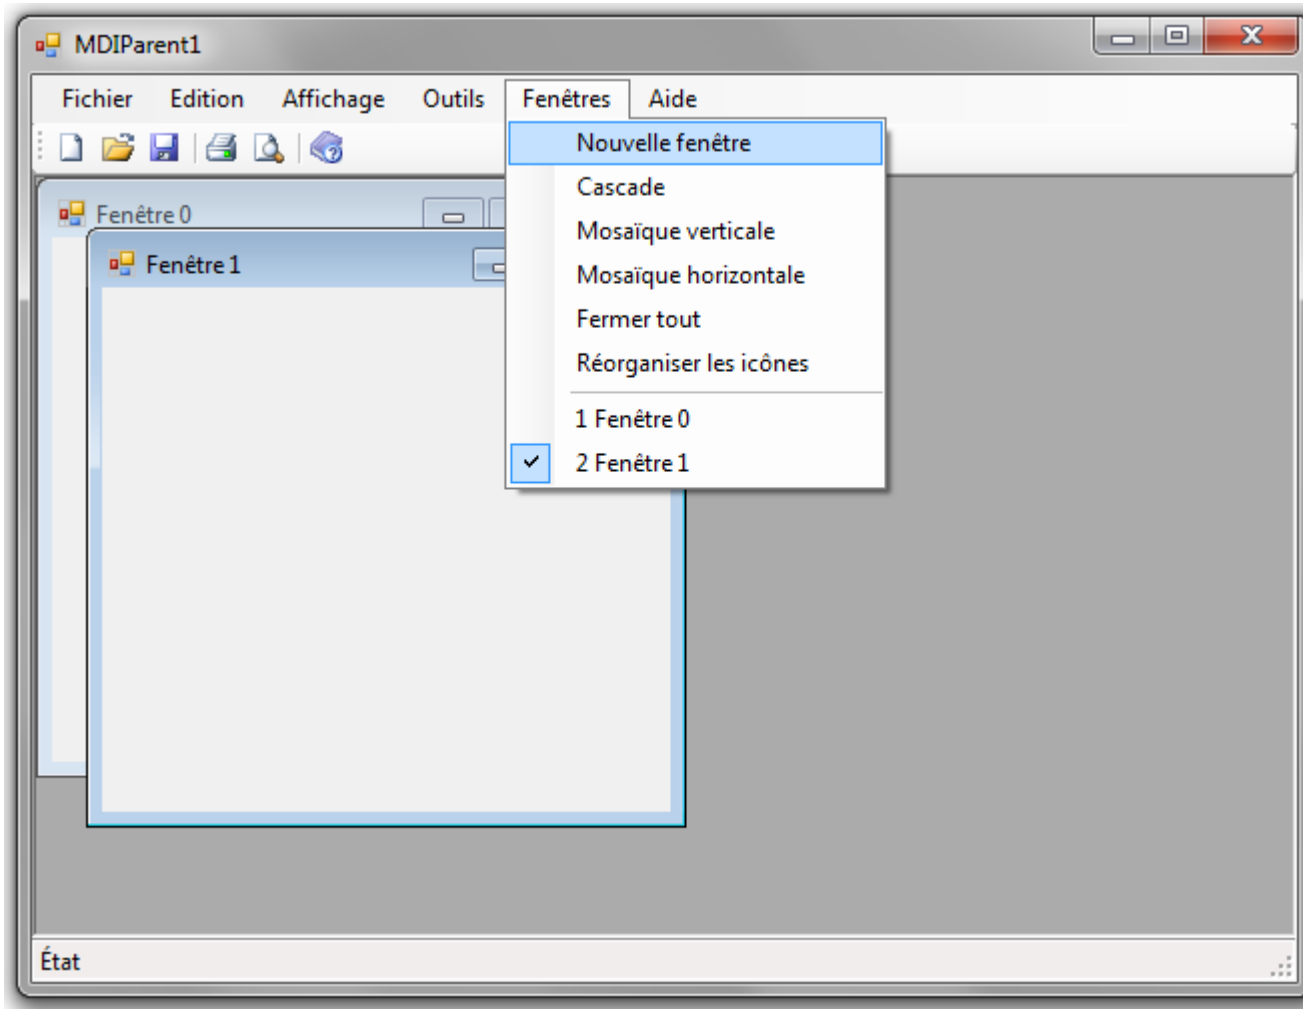 MDIParent1
Fichier Edition Affichage Outils Fenêtres Aide
Nouvelle fenêtre
Cascade
Mosaïque verticale
Mosaïque horizontale
Fermer tout
Réorganiser les icônes
1 Fenêtre 0
2 Fenêtre 1
Fenêtre 0
Fenêtre 1
État